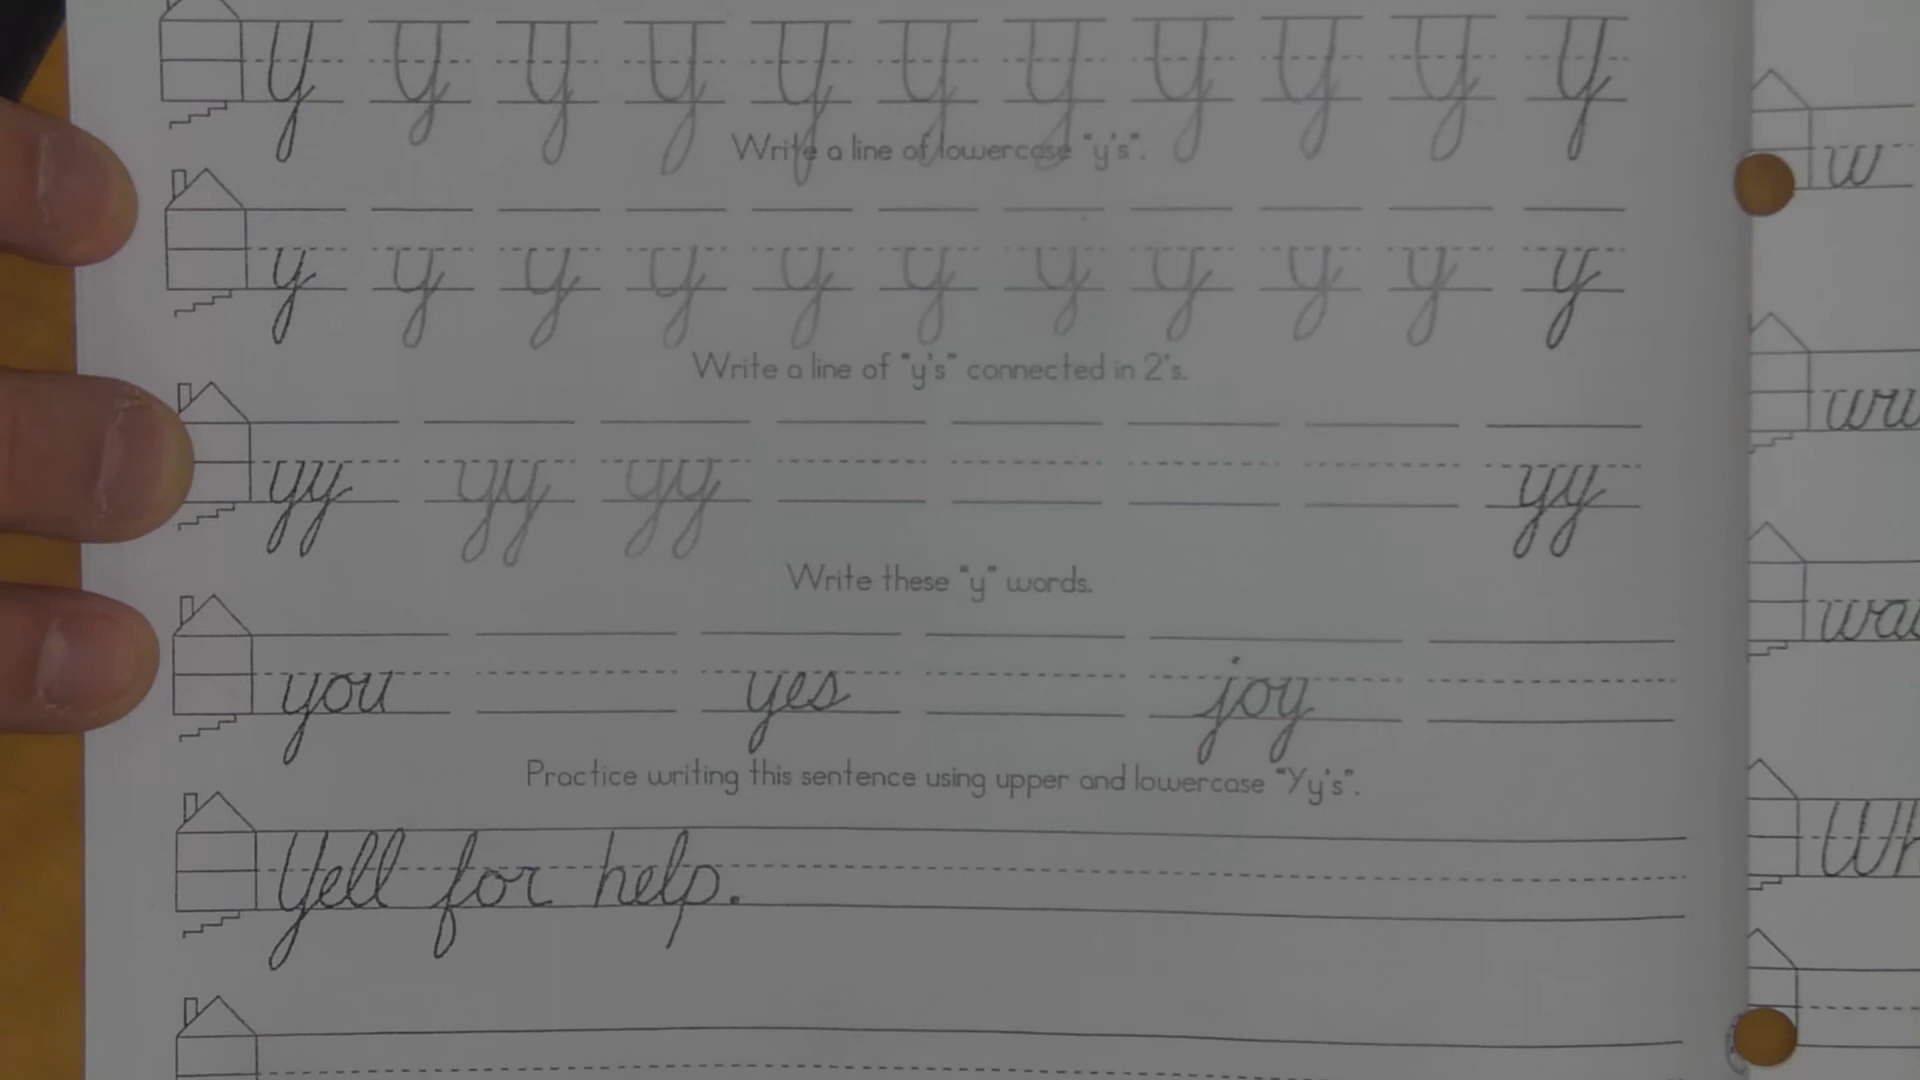 Y Y Y Y Y Y Y Y Y Y Y
Write a line of lowercase "y's".
y y y y y y y y y y y
Write a line of "y's" connected in 2's.
yy yy yy yy
Write these "y" words.
you yes joy
Practice writing this sentence using upper and lowercase "Yy's".
Yell for help.
w